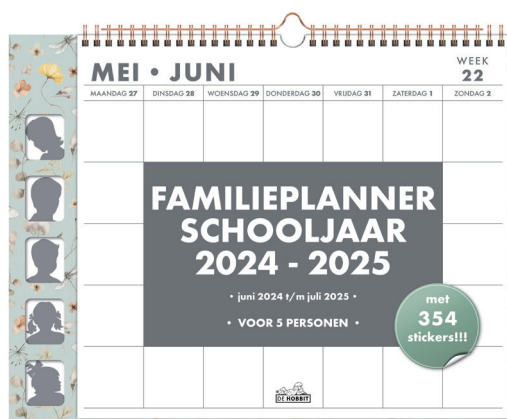 MEI • JUNI
WEEK
22
MAANDAG 27 DINSDAG 28 WOENSDAG 29 DONDERDAG 30 VRIJDAG 31 ZATERDAG 1 ZONDAG 2
FAMILIEPLANNER
SCHOOLJAAR
2024 - 2025
• juni 2024 t/m juli 2025 •
• VOOR 5 PERSONEN •
met
354
stickers!!!
DE HOBBIT